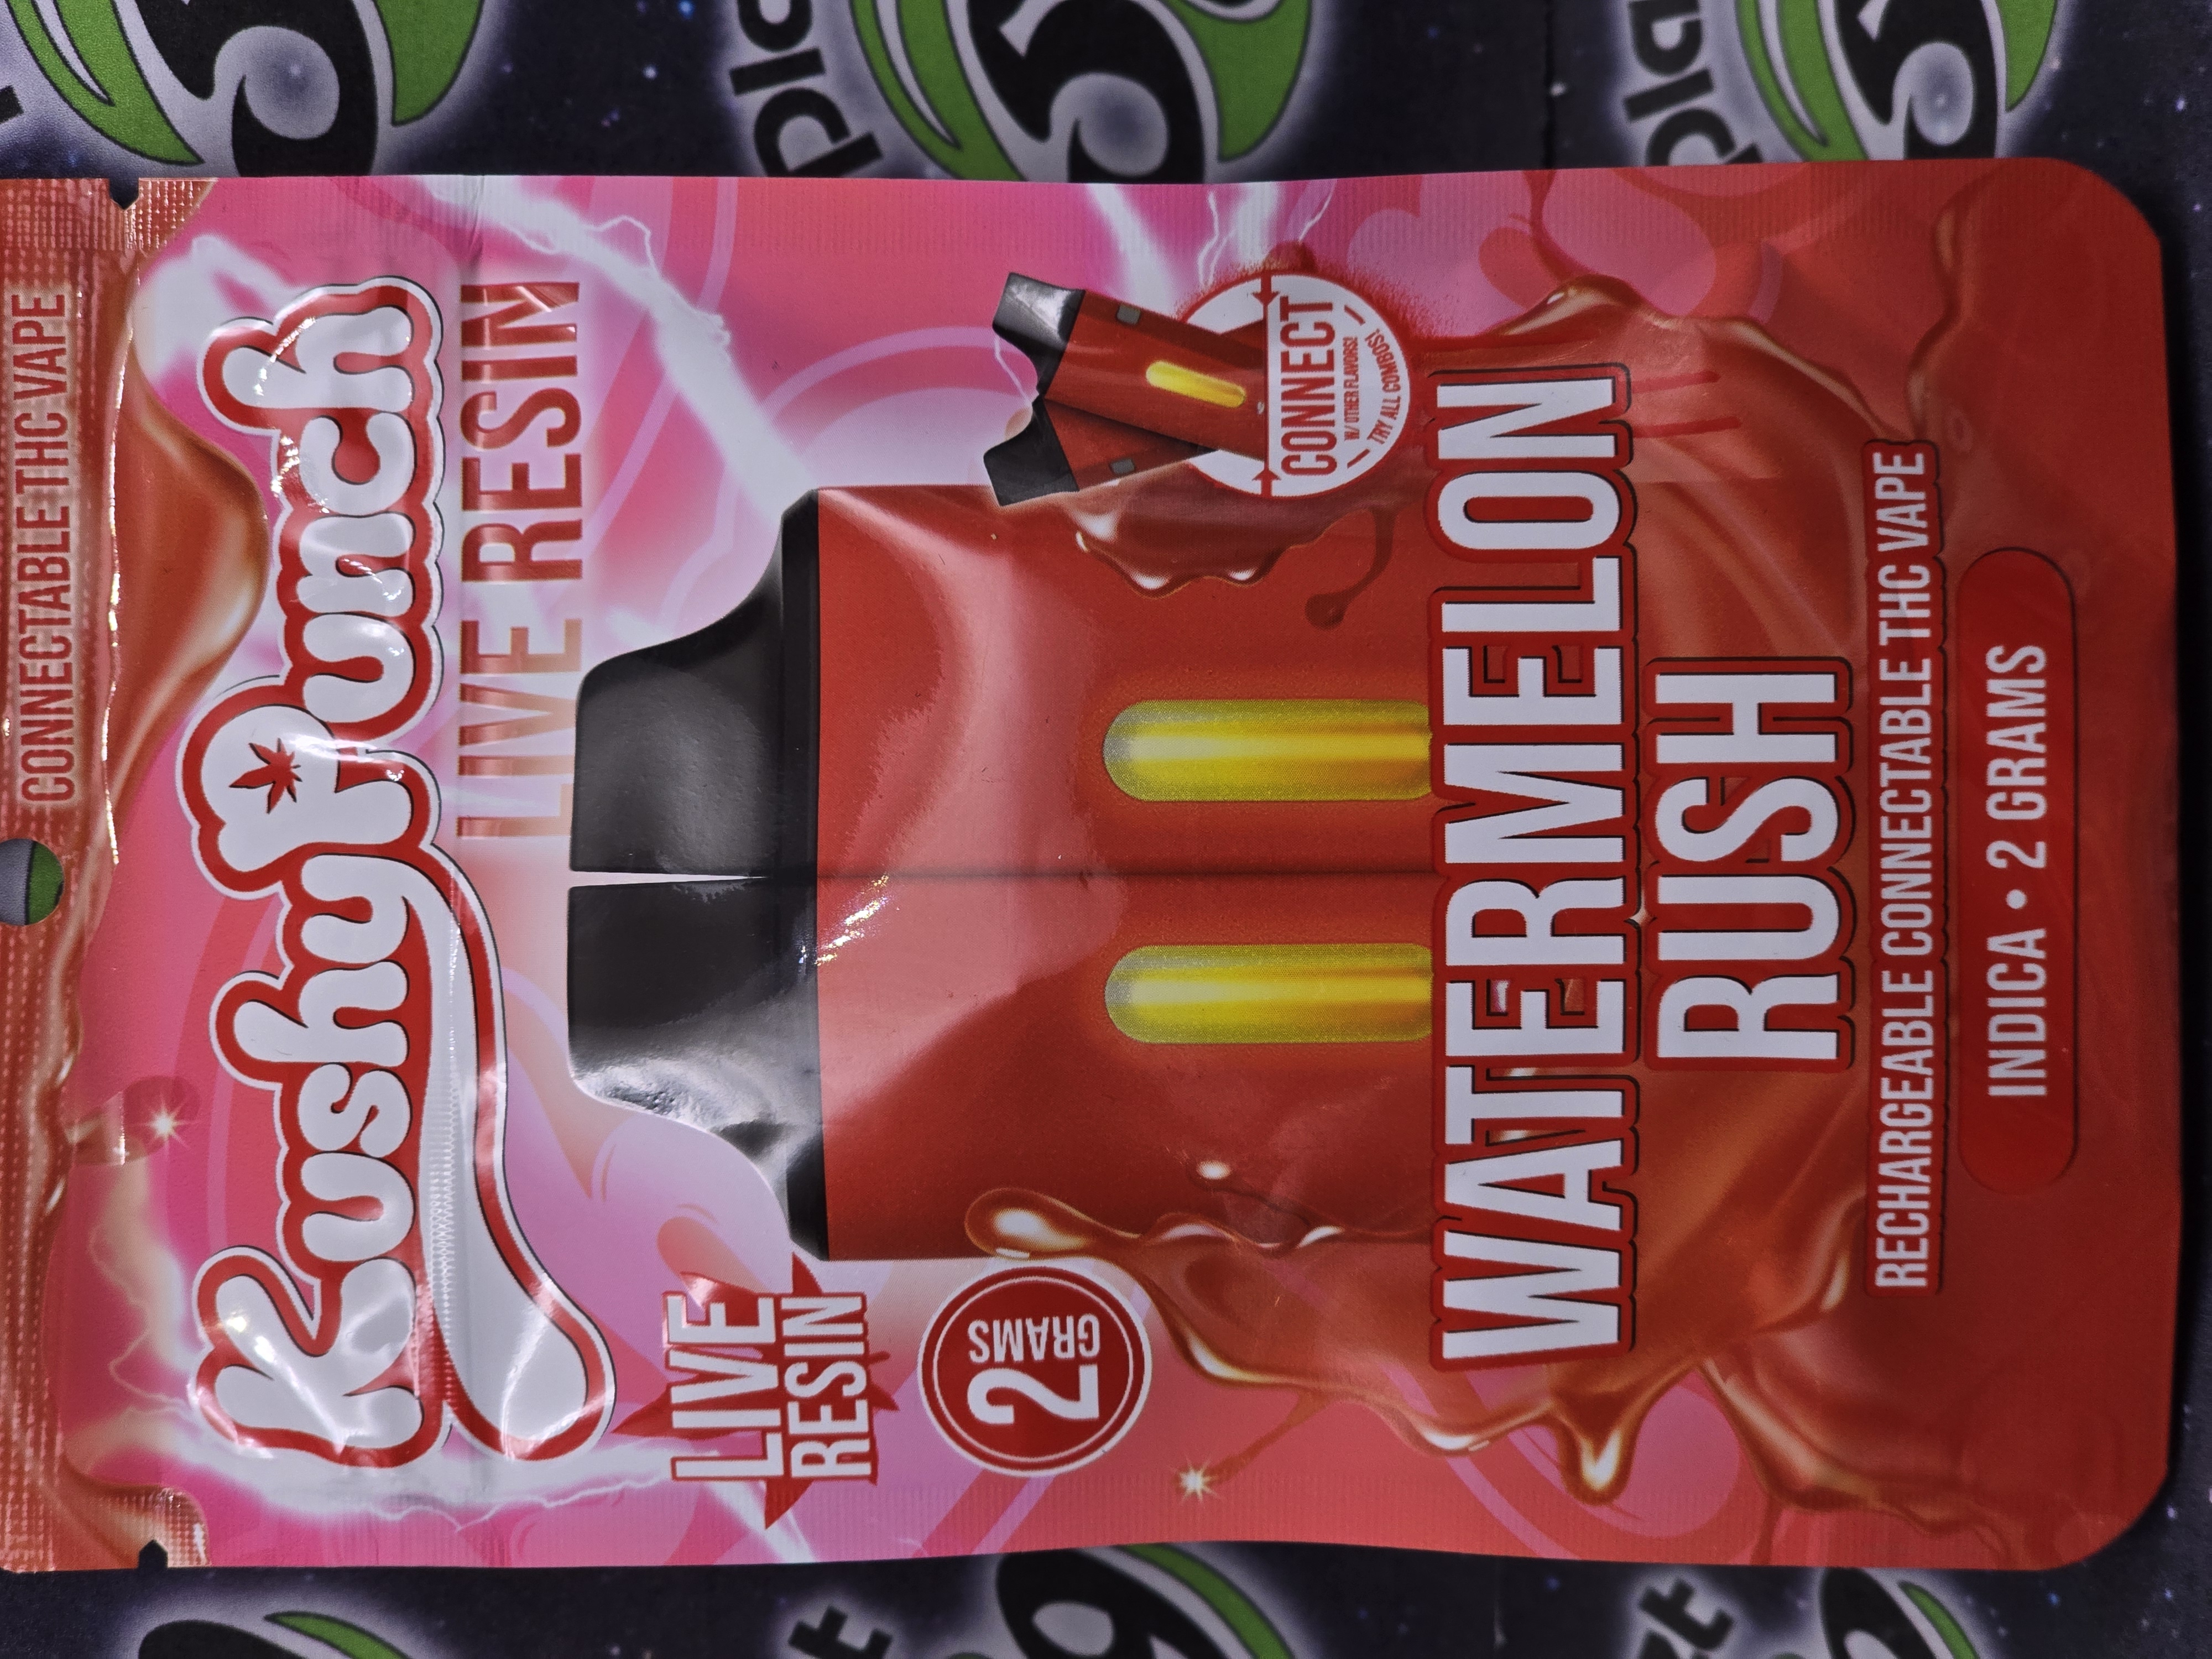 CONNECTABLE THC VAPE
KushyPunch
LIVE RESIN
LIVE
RESIN
2
GRAMS
CONNECT
W/ OTHER FLAVORS!
TRY ALL COMBOS!
WATERMELON
RUSH
RECHARGEABLE CONNECTABLE THC VAPE
INDICA • 2 GRAMS